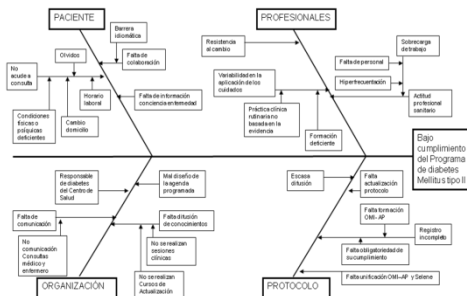 PACIENTE
PROFESIONALES
Barrera
idiomática
Olvidos
Falta de
colaboración
No
acude a
consulta
Horario
laboral
Falta de información
conciencia enfermedad
Condiciones
físicas o
psíquicas
deficientes
Cambio
domicilio
Resistencia
al cambio
Sobrecarga
de trabajo
Falta de personal
Variabilidad en la
aplicación de los
cuidados
Hiperfrecuentación
Actitud
profesional
sanitario
Práctica clínica
rutinaria no
basada en la
evidencia
Formación
deficiente
Bajo
cumplimiento
del Programa
de diabetes
Mellitus tipo II
Responsable
de diabetes
del Centro de
Salud
Mal diseño de
la agenda
programada
Falta de
comunicación
Falta difusión
de conocimientos
No
comunicación
Consultas
médico y
enfermero
No se realizan
sesiones
clínicas
No se realizan
Cursos de
Actualización
Escasa
difusión
Falta
actualización
protocolo
Falta formación
OMI-AP
Registro
incompleto
Falta obligatoriedad de
su cumplimiento
Falta unificación OMI-AP y Selene
ORGANIZACIÓN
PROTOCOLO